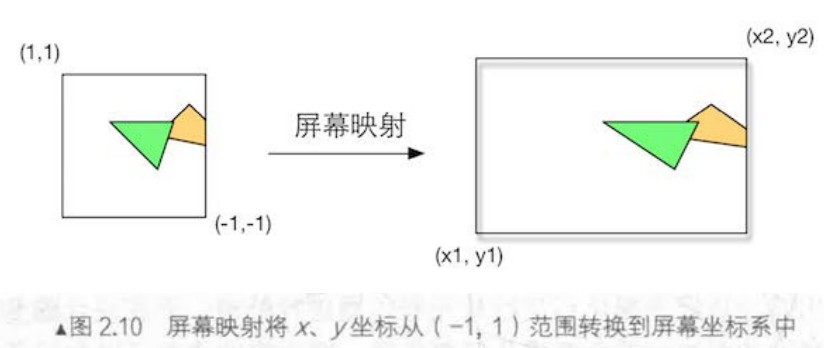 (1,1)
(x2, y2)
屏幕映射
(-1,-1)
(x1, y1)
▲图 2.10 屏幕映射将 x、y 坐标从（-1, 1）范围转换到屏幕坐标系中